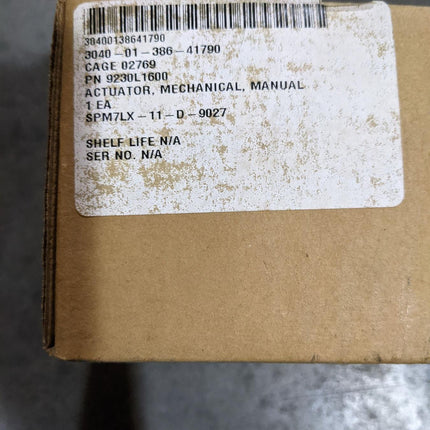 30400138641790
3040-01-386-41790
CAGE 02769
PN 9230L1600
ACTUATOR, MECHANICAL, MANUAL
1 EA
SPM7LX-11-D-9027
SHELF LIFE N/A
SER NO. N/A